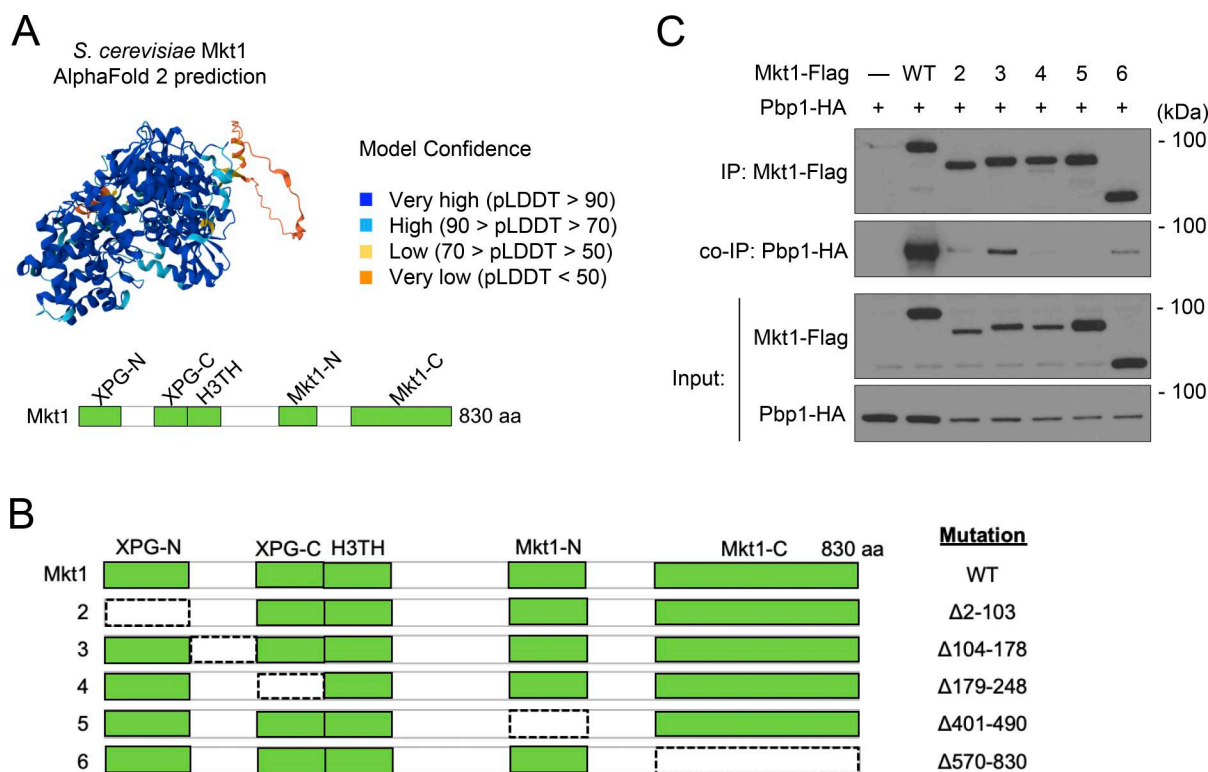 A
S. cerevisiae Mkt1
AlphaFold 2 prediction
Model Confidence
Very high (pLDDT > 90)
High (90 > pLDDT > 70)
Low (70 > pLDDT > 50)
Very low (pLDDT < 50)
XPG-N
XPG-C
H3TH
Mkt1-N
Mkt1-C
Mkt1
830 aa
C
Mkt1-Flag — WT 2 3 4 5 6
Pbp1-HA + + + + + + +
(kDa)
- 100
IP: Mkt1-Flag
- 100
co-IP: Pbp1-HA
- 100
Mkt1-Flag
Input:
- 100
Pbp1-HA
B
XPG-N XPG-C H3TH Mkt1-N Mkt1-C 830 aa Mutation
Mkt1 WT
2 Δ2-103
3 Δ104-178
4 Δ179-248
5 Δ401-490
6 Δ570-830